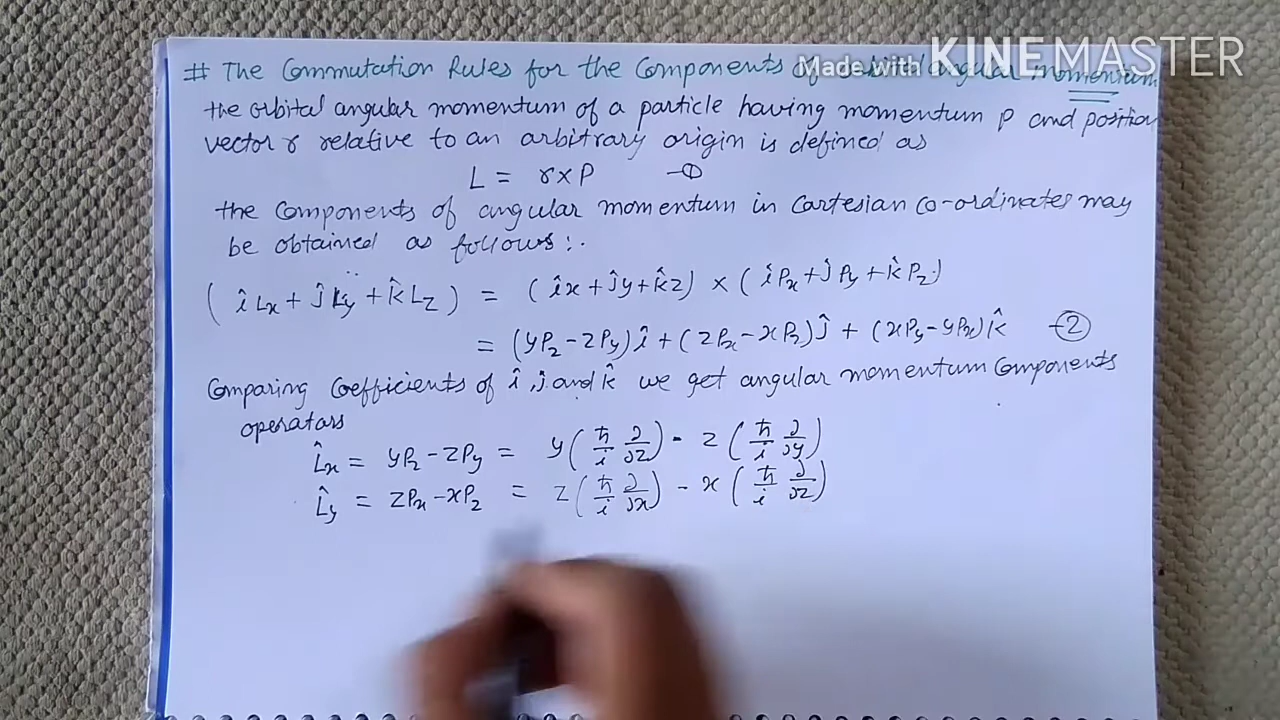 Made with KINEMASTER
# The Commutation Rules for the Components of orbital angular momentum
the orbital angular momentum of a particle having momentum p and position
vector r relative to an arbitrary origin is defined as
L = r×P —①
the components of angular momentum in Cartesian co-ordinates may
be obtained as follows:.
( îLx + ĵLy + k̂Lz ) = (îx + ĵy + k̂z) × (îPx + ĵPy + k̂Pz)
= (yPz - zPy)î + (zPx - xPz)ĵ + (xPy - yPx)k̂ —②
Comparing Coefficients of î, ĵ and k̂ we get angular momentum Components
operators
L̂x = yPz - zPy = y(ħ/i ∂/∂z) - z(ħ/i ∂/∂y)
L̂y = zPx - xPz = z(ħ/i ∂/∂x) - x(ħ/i ∂/∂z)